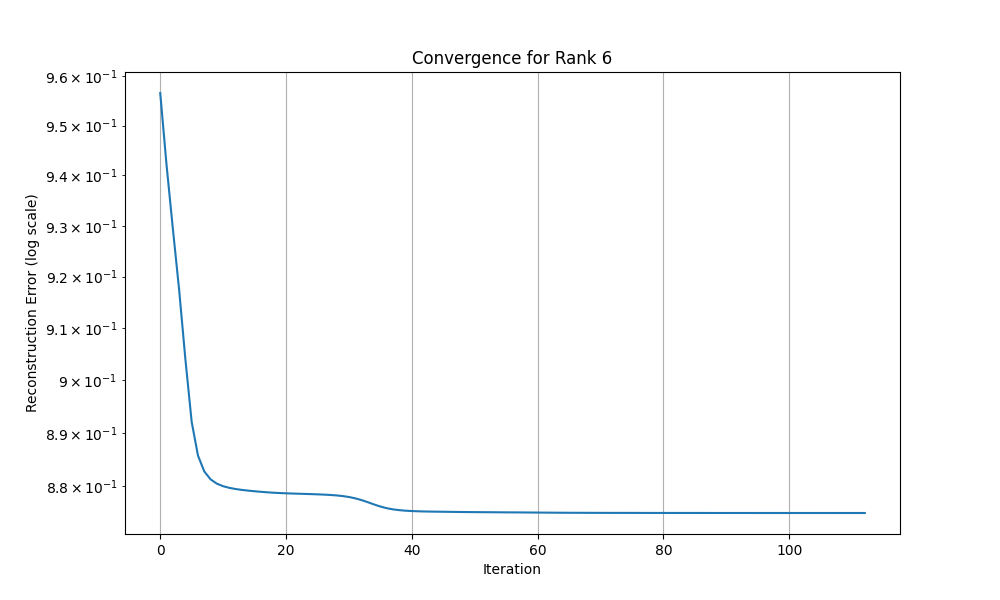 Convergence for Rank 6
Reconstruction Error (log scale)
9.6 × 10⁻¹
9.5 × 10⁻¹
9.4 × 10⁻¹
9.3 × 10⁻¹
9.2 × 10⁻¹
9.1 × 10⁻¹
9 × 10⁻¹
8.9 × 10⁻¹
8.8 × 10⁻¹
0 20 40 60 80 100
Iteration